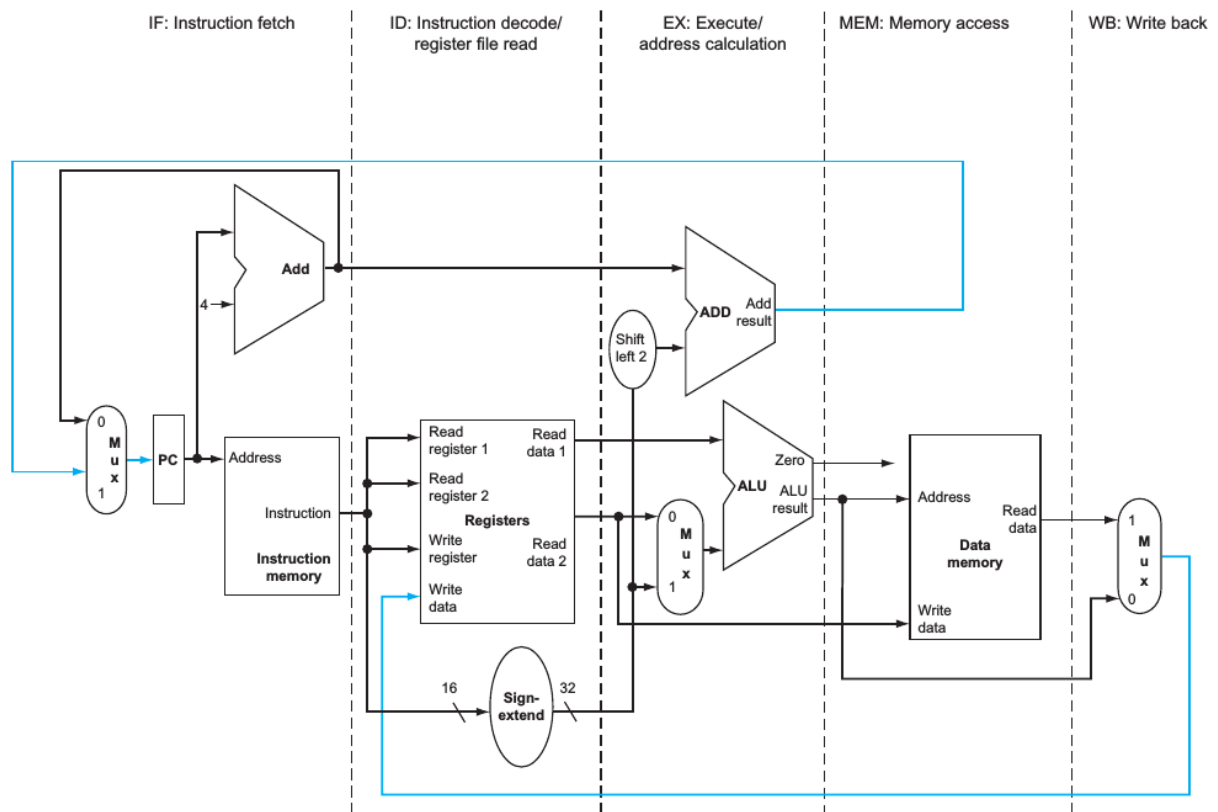 IF: Instruction fetch
ID: Instruction decode/
register file read
EX: Execute/
address calculation
MEM: Memory access
WB: Write back
Add
4
ADD
Add
result
Shift
left 2
0
M
u
x
1
PC
Address
Instruction
Instruction
memory
Read
register 1
Read
register 2
Write
register
Write
data
Registers
Read
data 1
Read
data 2
16
Sign-
extend
32
0
M
u
x
1
Zero
ALU
ALU
result
Address
Read
data
Data
memory
Write
data
1
M
u
x
0